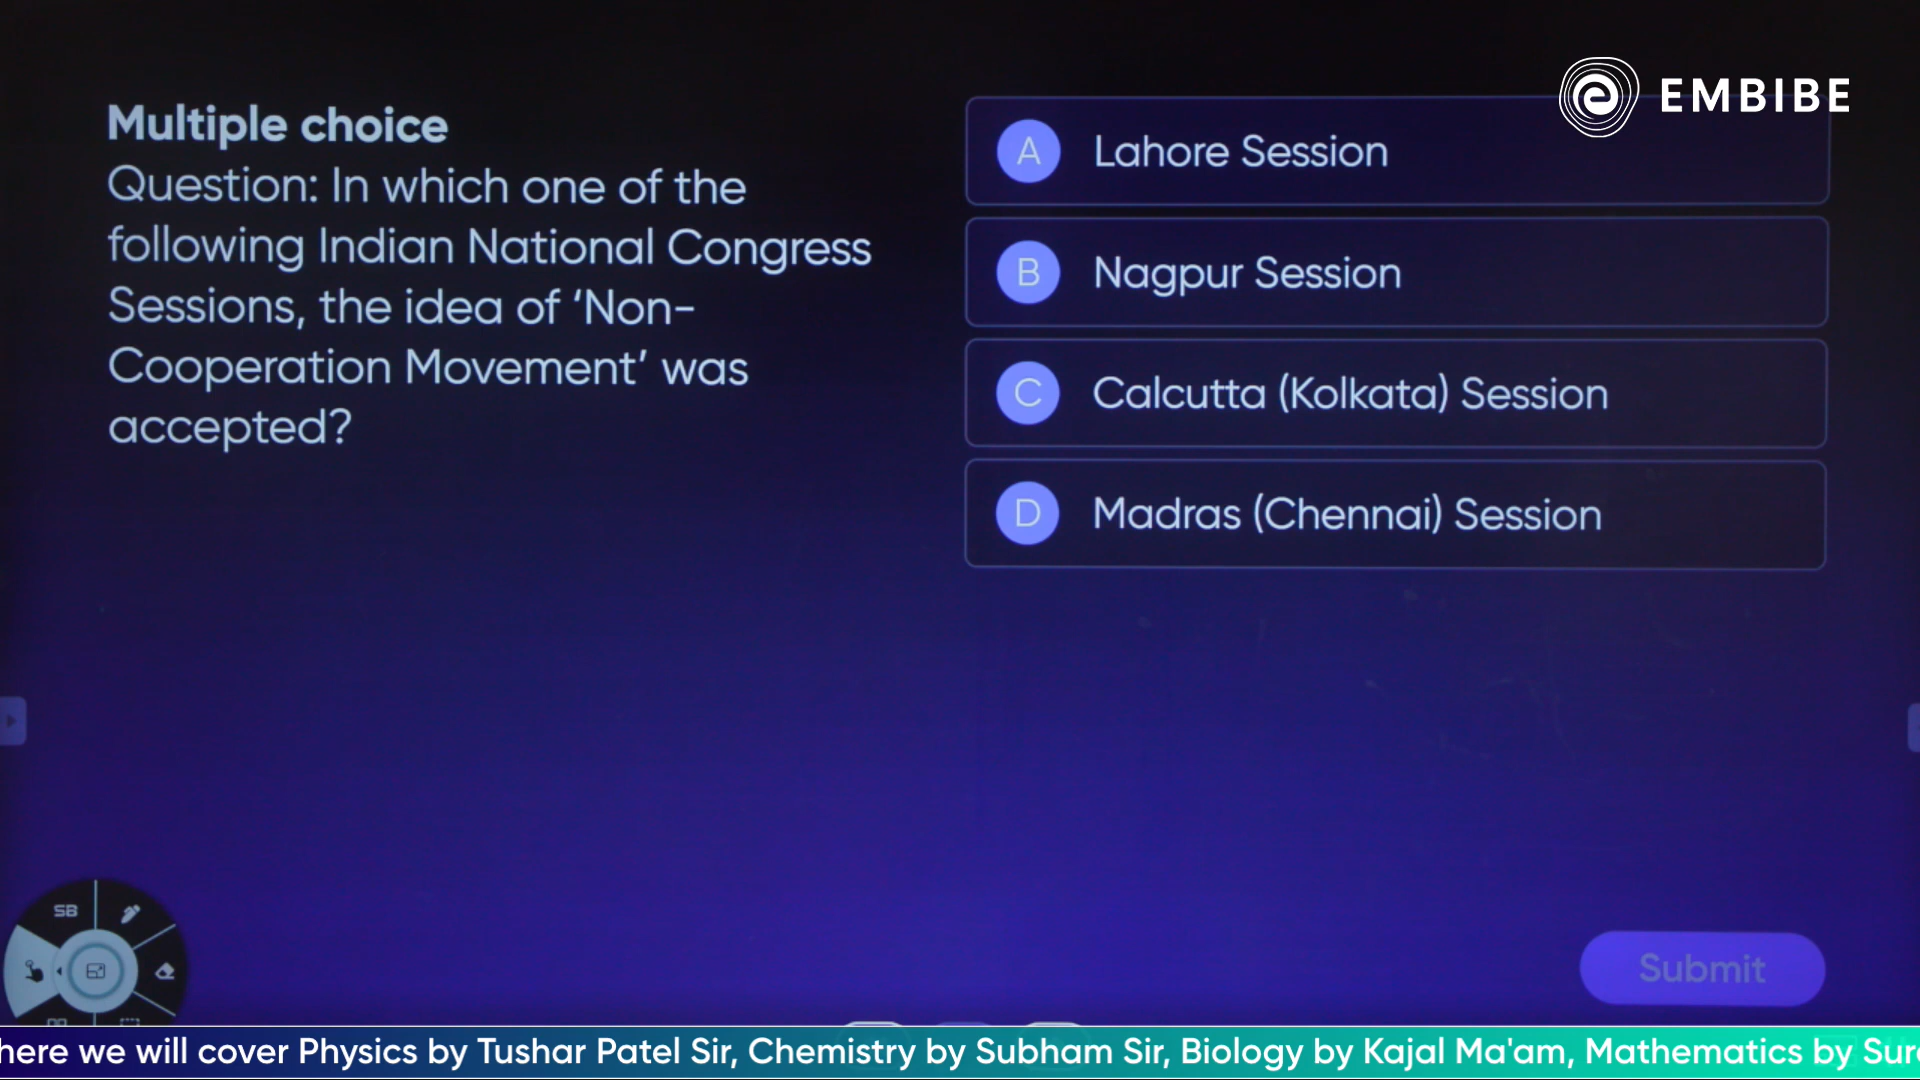 EMBIBE
Multiple choice
Question: In which one of the
following Indian National Congress
Sessions, the idea of ‘Non-
Cooperation Movement’ was
accepted?
A Lahore Session
B Nagpur Session
C Calcutta (Kolkata) Session
D Madras (Chennai) Session
SB
Submit
here we will cover Physics by Tushar Patel Sir, Chemistry by Subham Sir, Biology by Kajal Ma'am, Mathematics by